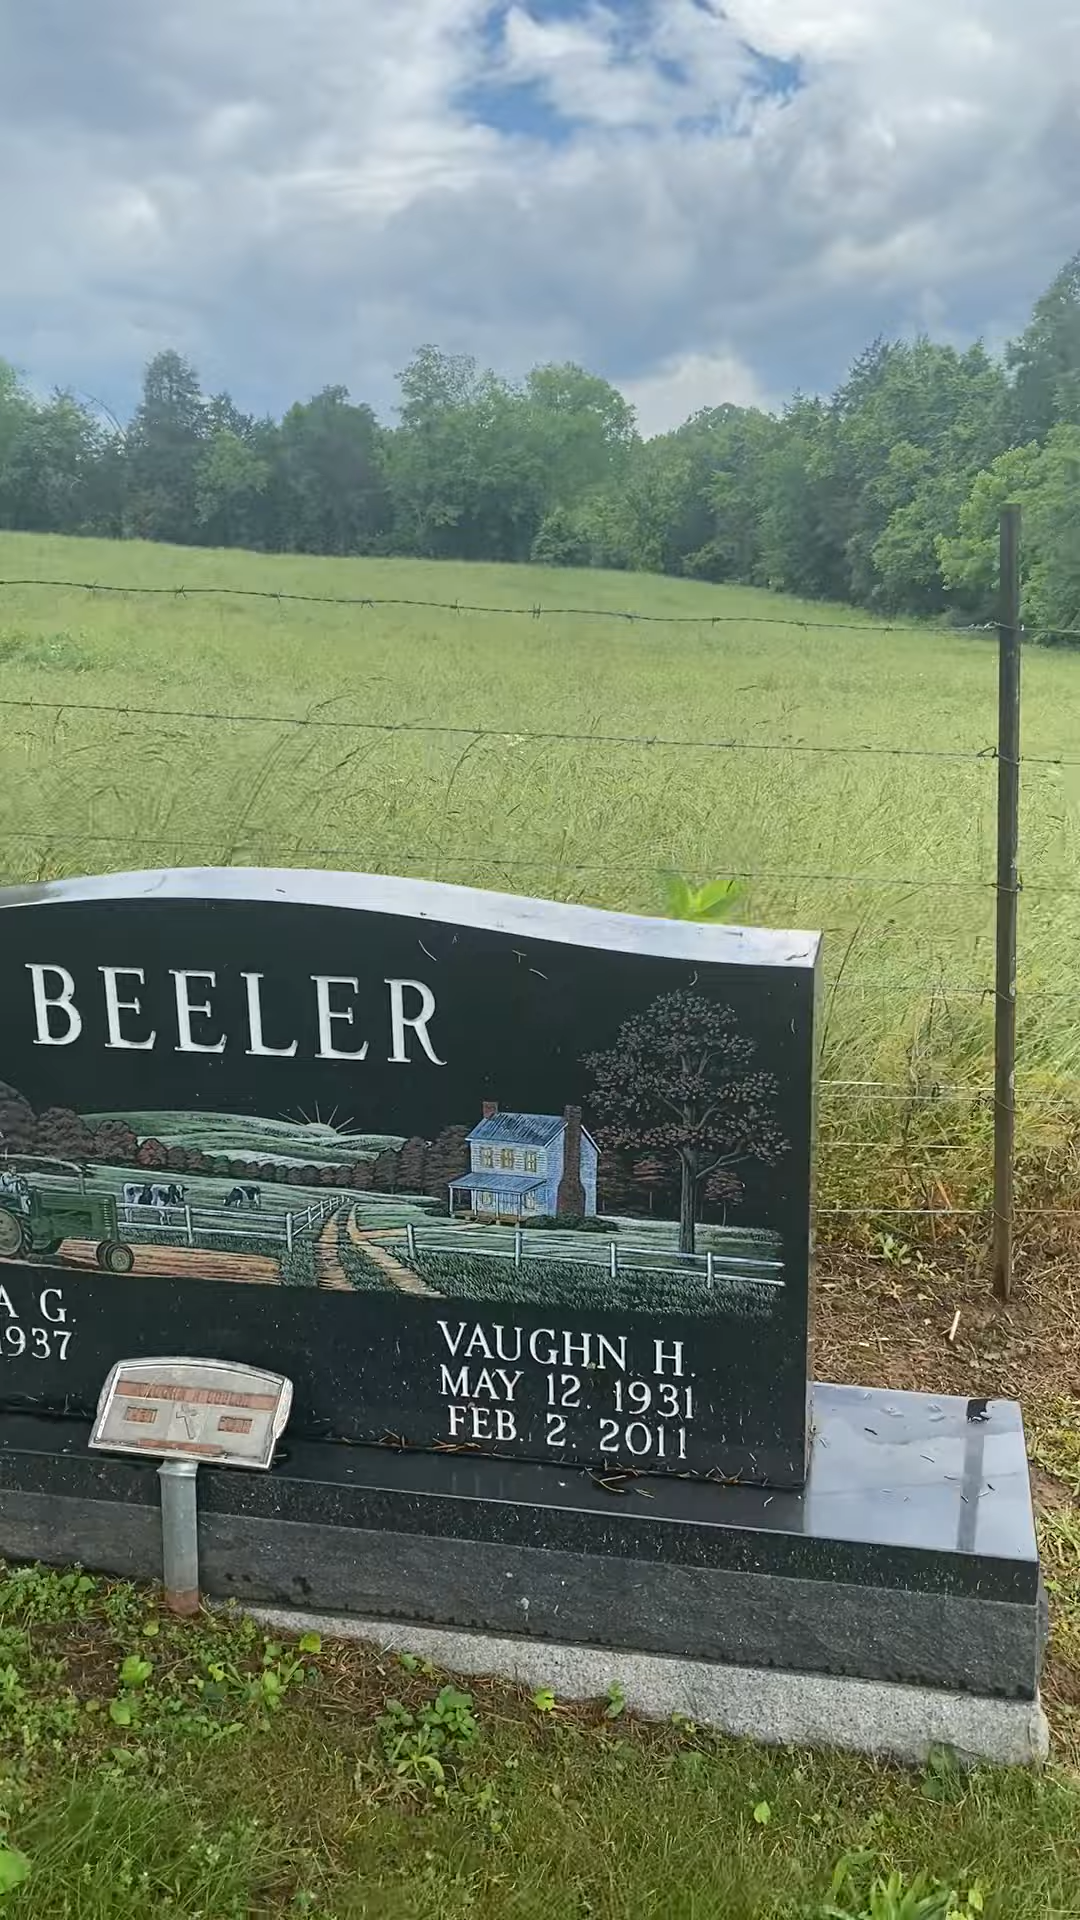 BEELER
A G.
1937
VAUGHN H.
MAY 12. 1931
FEB. 2. 2011